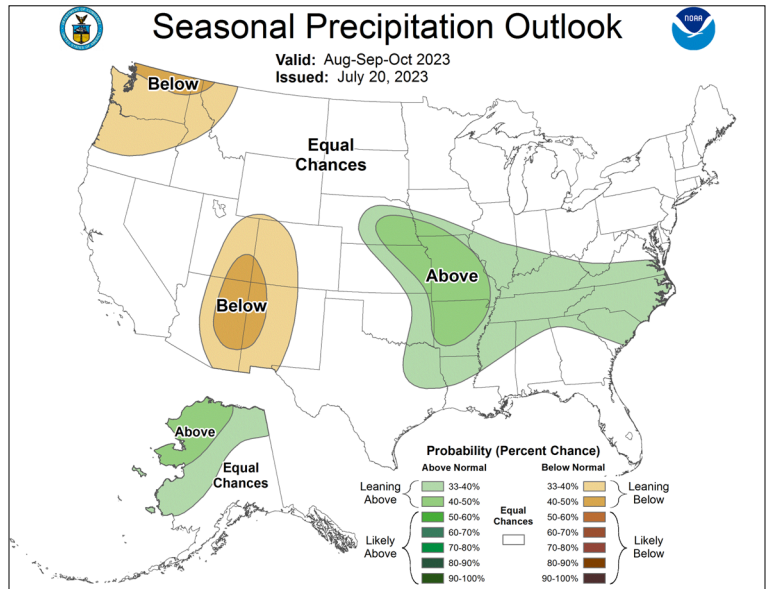 Seasonal Precipitation Outlook
NOAA
Valid: Aug-Sep-Oct 2023
Issued: July 20, 2023
Below
Equal
Chances
Above
Below
Above
Equal
Chances
Probability (Percent Chance)
Above Normal
Below Normal
Leaning
Above
33-40%
40-50%
Likely
Above
50-60%
60-70%
70-80%
80-90%
90-100%
Equal
Chances
33-40%
40-50%
Leaning
Below
50-60%
60-70%
70-80%
80-90%
90-100%
Likely
Below